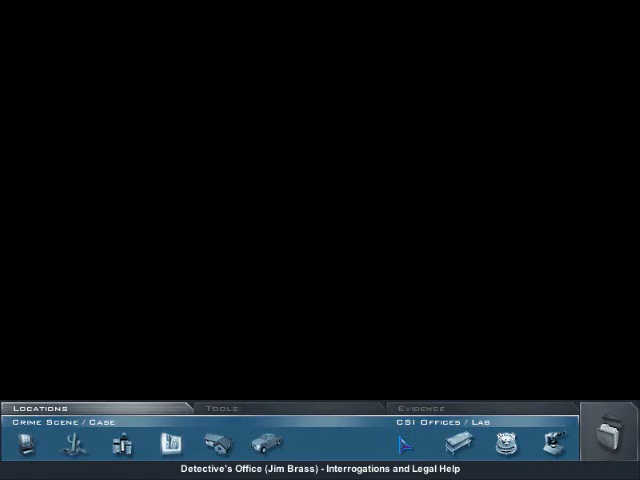 Locations
Tools
Evidence
Crime Scene / Case
CSI Offices / Lab
Detective's Office (Jim Brass) - Interrogations and Legal Help